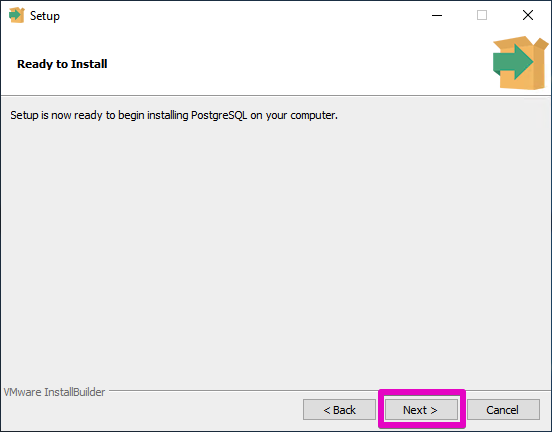 Setup
Ready to Install
Setup is now ready to begin installing PostgreSQL on your computer.
VMware InstallBuilder
< Back
Next >
Cancel